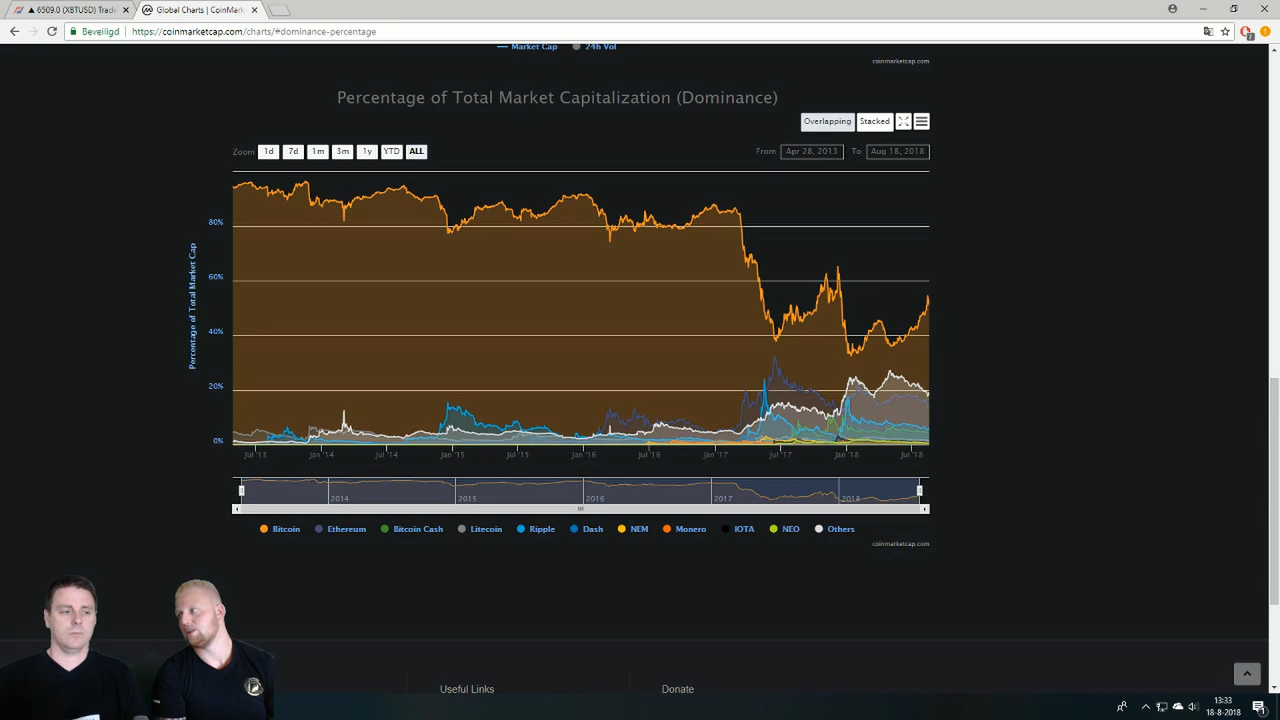 ▲ 6509.0 (XBTUSD) Trad
Global Charts | CoinMark
Beveiligd
https://coinmarketcap.com/charts/#dominance-percentage
7
Market Cap
24h Vol
coinmarketcap.com
Percentage of Total Market Capitalization (Dominance)
Overlapping
Stacked
Zoom
1d
7d
1m
3m
1y
YTD
ALL
From
Apr 28, 2013
To
Aug 18, 2018
80%
60%
40%
20%
0%
Percentage of Total Market Cap
Jul '13
Jan '14
Jul '14
Jan '15
Jul '15
Jan '16
Jul '16
Jan '17
Jul '17
Jan '18
Jul '18
2014
2015
2016
2017
2018
Bitcoin
Ethereum
Bitcoin Cash
Litecoin
Ripple
Dash
NEM
Monero
IOTA
NEO
Others
coinmarketcap.com
Useful Links
Donate
13:33
18-8-2018
1